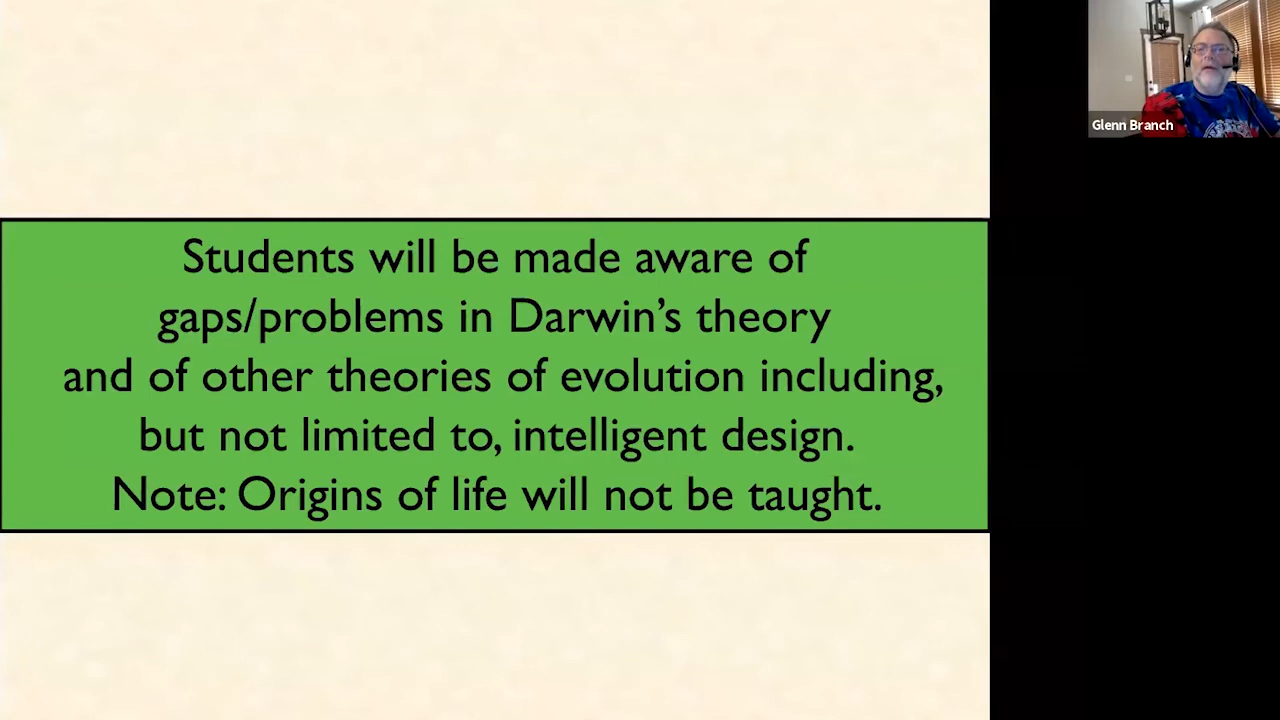 Students will be made aware of
gaps/problems in Darwin's theory
and of other theories of evolution including,
but not limited to, intelligent design.
Note: Origins of life will not be taught.
Glenn Branch